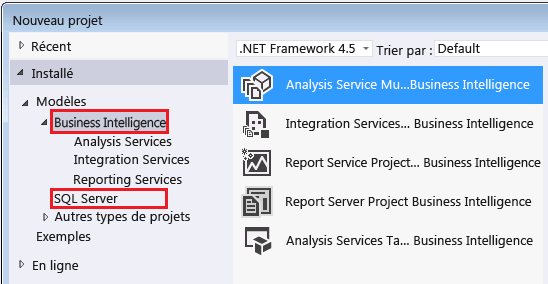 Nouveau projet
Récent
Installé
Modèles
Business Intelligence
Analysis Services
Integration Services
Reporting Services
SQL Server
Autres types de projets
Exemples
En ligne
.NET Framework 4.5 Trier par : Default
Analysis Service Mu...Business Intelligence
Integration Services... Business Intelligence
Report Service Project... Business Intelligence
Report Server Project Business Intelligence
Analysis Services Ta... Business Intelligence